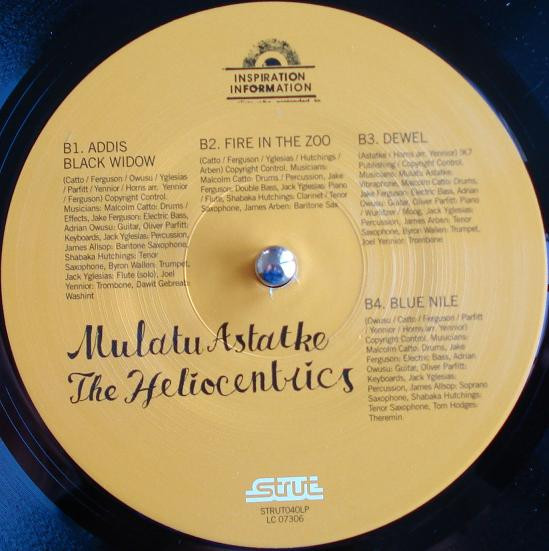 INSPIRATION
INFORMATION
B1. ADDIS
BLACK WIDOW
(Catto / Ferguson / Owusu / Yglesias
/ Parfitt / Yennior / Horns arr. Yennior /
Ferguson) Copyright Control.
Musicians: Malcolm Catto: Drums /
Effects, Jake Ferguson: Electric Bass,
Adrian Owusu: Guitar, Oliver Parfitt:
Keyboards, Jack Yglesias: Percussion,
James Allsop: Baritone Saxophone,
Shabaka Hutchings: Tenor
Saxophone, Byron Wallen: Trumpet,
Jack Yglesias: Flute (solo), Joel
Yennior: Trombone, Dawit Gebreab:
Washint
B2. FIRE IN THE ZOO
(Catto / Ferguson / Yglesias / Hutchings /
Arben) Copyright Control. Musicians:
Malcolm Catto: Drums / Percussion, Jake
Ferguson: Double Bass, Jack Yglesias: Piano
/ Flute, Shabaka Hutchings: Clarinet / Tenor
Saxophone, James Arben: Baritone Sax
B3. DEWEL
(Astatke / Horns arr. Yennior) !K7
Publishing / Copyright Control.
Musicians: Mulatu Astatke:
Vibraphone, Malcolm Catto: Drums,
Jake Ferguson: Electric Bass, Adrian
Owusu: Guitar, Oliver Parfitt: Piano
/ Wurlitzer / Moog, Jack Yglesias:
Percussion, James Arben: Tenor
Saxophone, Byron Wallen: Trumpet,
Joel Yennior: Trombone
B4. BLUE NILE
(Owusu / Catto / Ferguson / Parfitt
/ Yennior / Horns arr. Yennior)
Copyright Control. Musicians:
Malcolm Catto: Drums, Jake
Ferguson: Electric Bass, Adrian
Owusu: Guitar, Oliver Parfitt:
Keyboards, Jack Yglesias:
Percussion, James Allsop: Soprano
Saxophone, Shabaka Hutchings:
Tenor Saxophone, Tom Hodges:
Theremin.
Mulatu Astatke
The Heliocentrics
strut
STRUT040LP
LC 07306